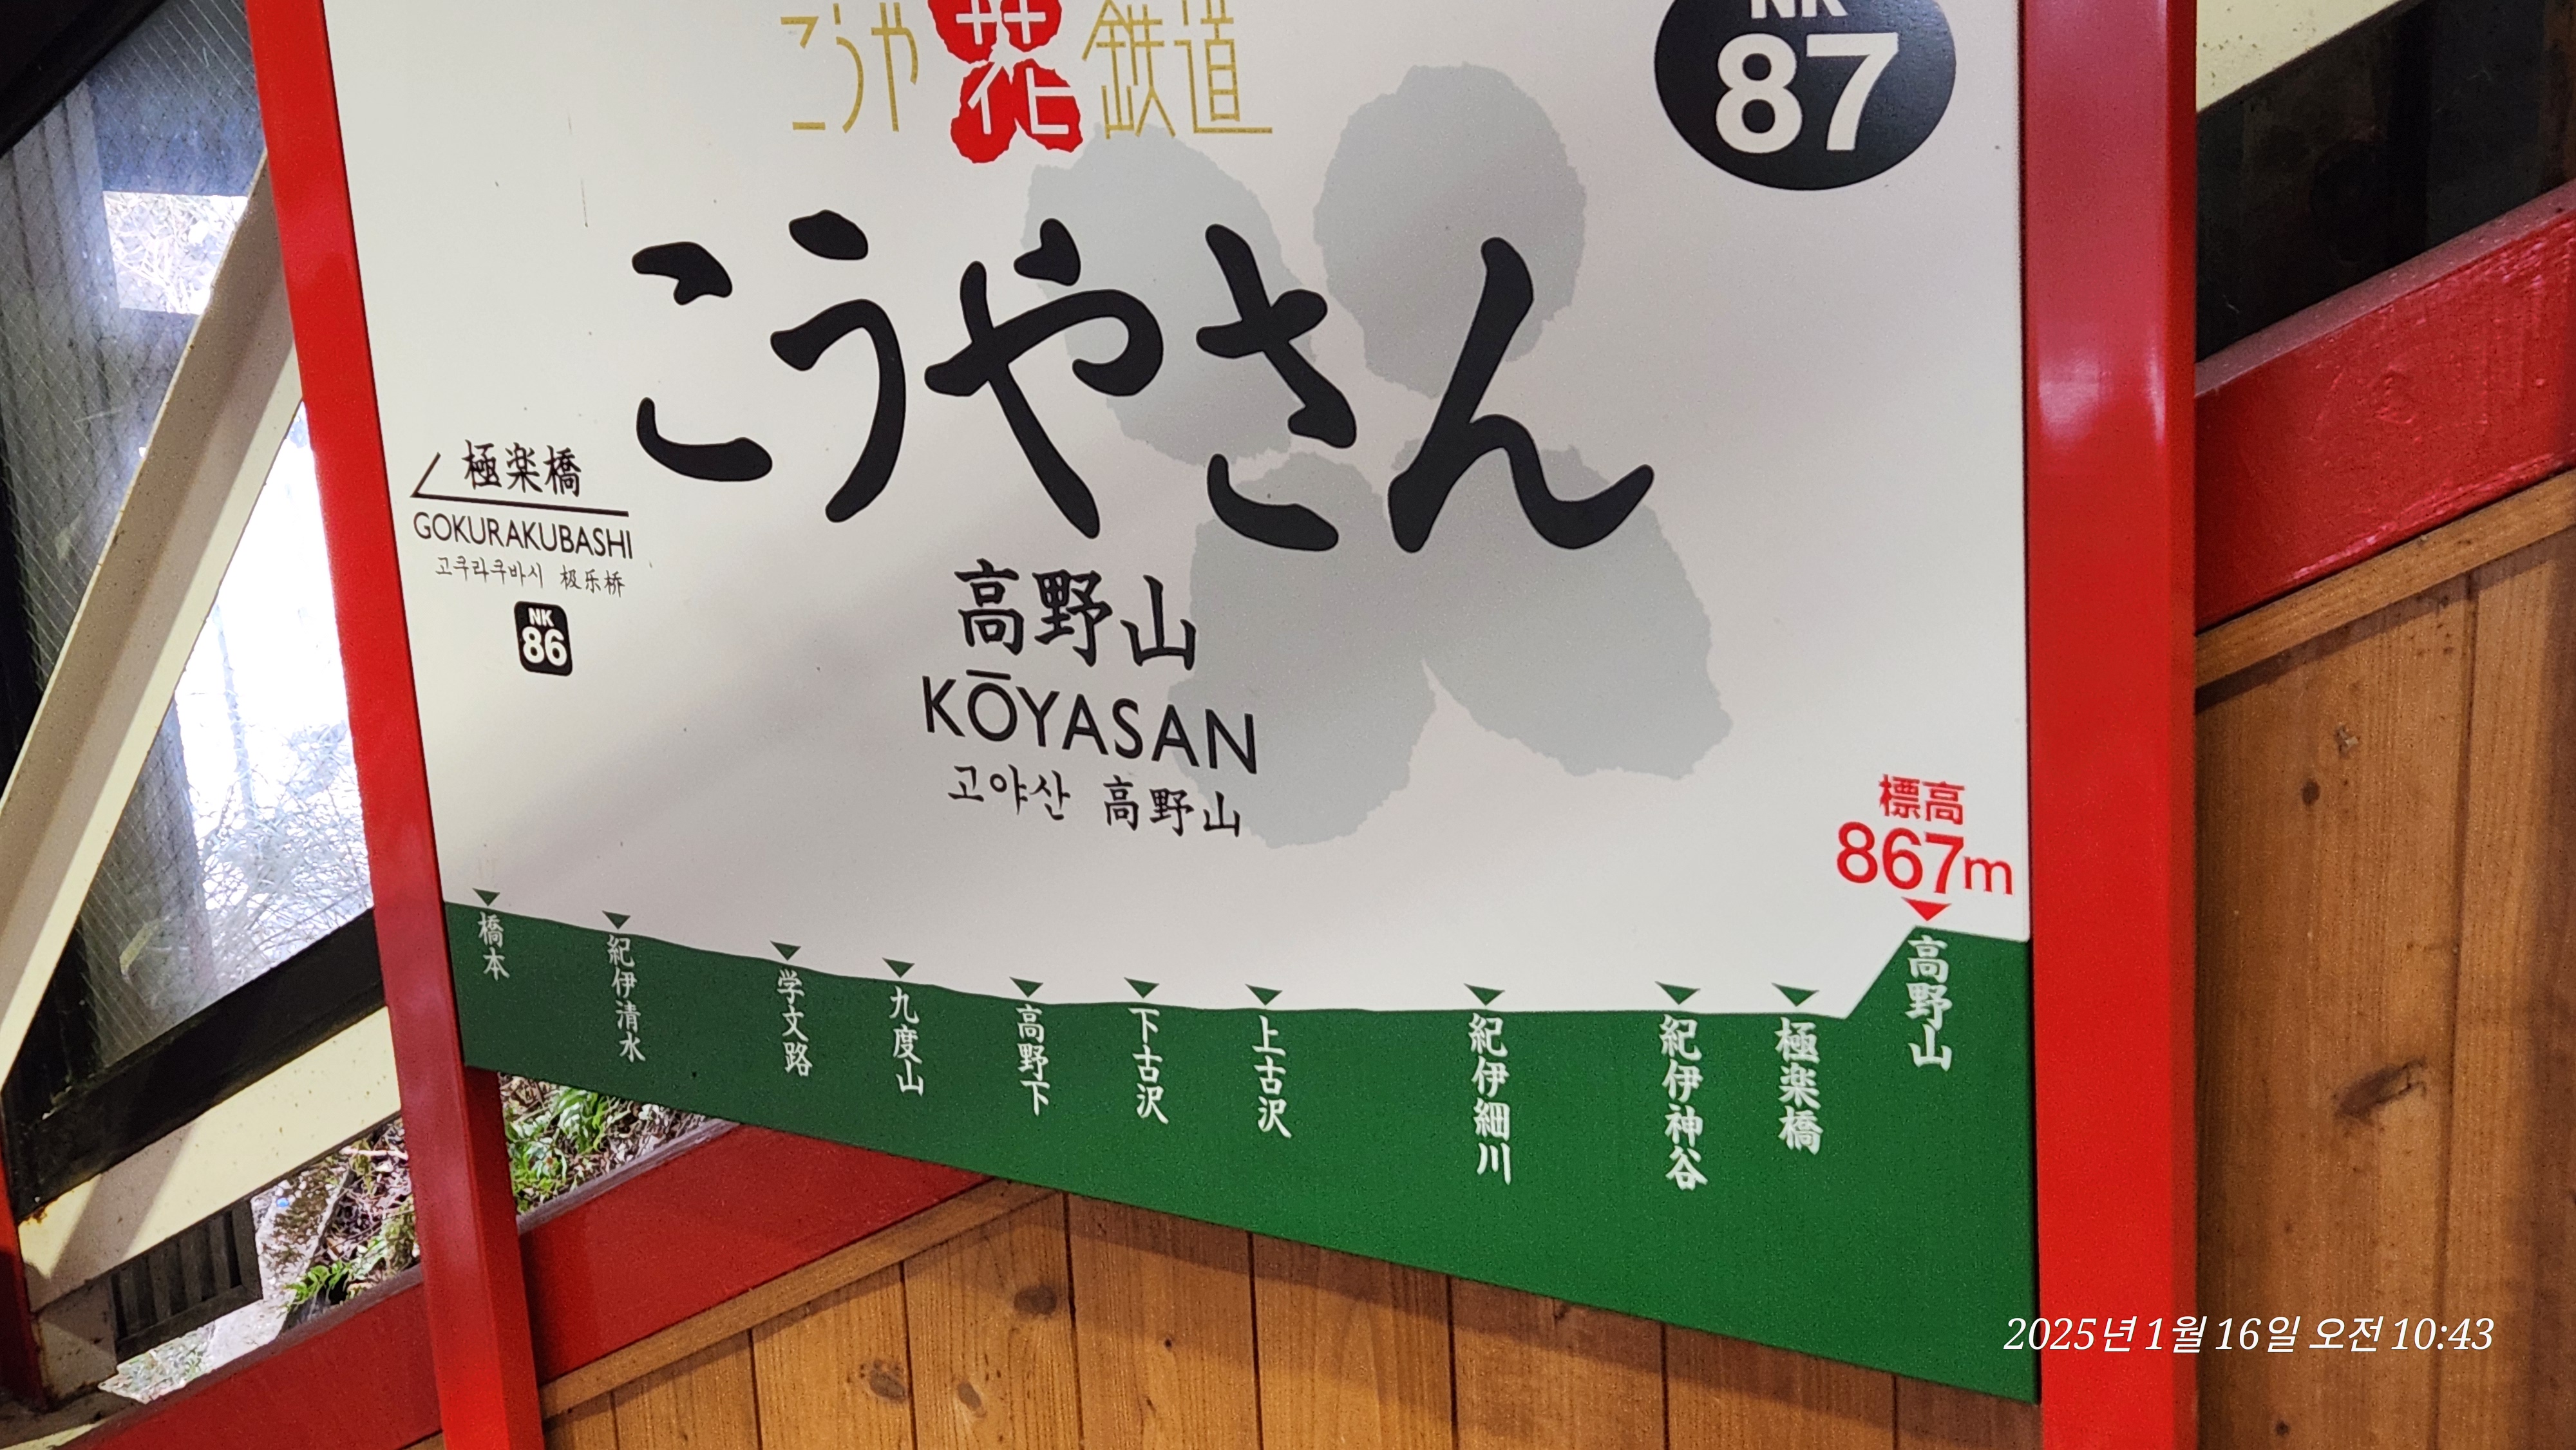 こうや花鉄道
NK
87
こうやさん
極楽橋
GOKURAKUBASHI
고쿠라쿠바시 极乐桥
NK
86
高野山
KŌYASAN
고야산 高野山
標高
867m
橋本
紀伊清水
学文路
九度山
高野下
下古沢
上古沢
紀伊細川
紀伊神谷
極楽橋
高野山
2025년 1월 16일 오전 10:43